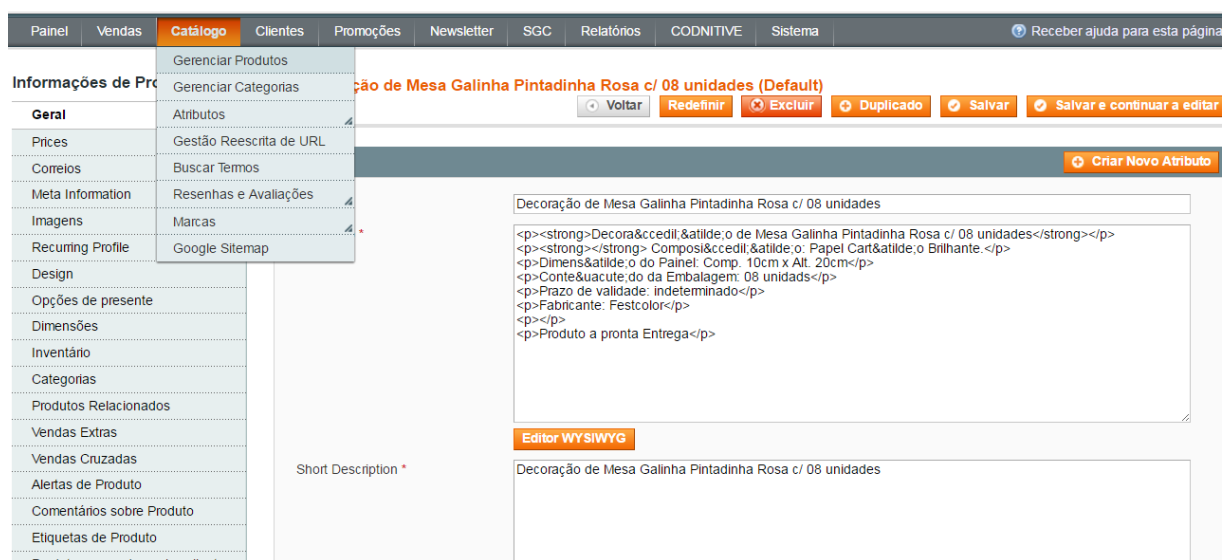 Painel Vendas Catálogo Clientes Promoções Newsletter SGC Relatórios CODNITIVE Sistema Receber ajuda para esta página
Gerenciar Produtos
Gerenciar Categorias
Atributos
Gestão Reescrita de URL
Buscar Termos
Resenhas e Avaliações
Marcas
Google Sitemap
Informações de Pro
ção de Mesa Galinha Pintadinha Rosa c/ 08 unidades (Default)
Voltar Redefinir Excluir Duplicado Salvar Salvar e continuar a editar
Geral
Prices
Correios
Meta Information
Imagens
Recurring Profile
Design
Opções de presente
Dimensões
Inventário
Categorias
Produtos Relacionados
Vendas Extras
Vendas Cruzadas
Alertas de Produto
Comentários sobre Produto
Etiquetas de Produto
Criar Novo Atributo
Decoração de Mesa Galinha Pintadinha Rosa c/ 08 unidades
*
<p><strong>Decora&ccedil;&atilde;o de Mesa Galinha Pintadinha Rosa c/ 08 unidades</strong></p>
<p><strong></strong> Composi&ccedil;&atilde;o: Papel Cart&atilde;o Brilhante.</p>
<p>Dimens&atilde;o do Painel: Comp. 10cm x Alt. 20cm</p>
<p>Conte&uacute;do da Embalagem: 08 unidads</p>
<p>Prazo de validade: indeterminado</p>
<p>Fabricante: Festcolor</p>
<p></p>
<p>Produto a pronta Entrega</p>
Editor WYSIWYG
Short Description *
Decoração de Mesa Galinha Pintadinha Rosa c/ 08 unidades